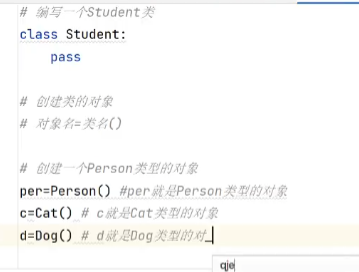 # 编写一个Student类
class Student:
    pass
# 创建类的对象
# 对象名=类名()
# 创建一个Person类型的对象
per=Person() #per就是Person类型的对象
c=Cat() # c就是Cat类型的对象
d=Dog() # d就是Dog类型的对
qje